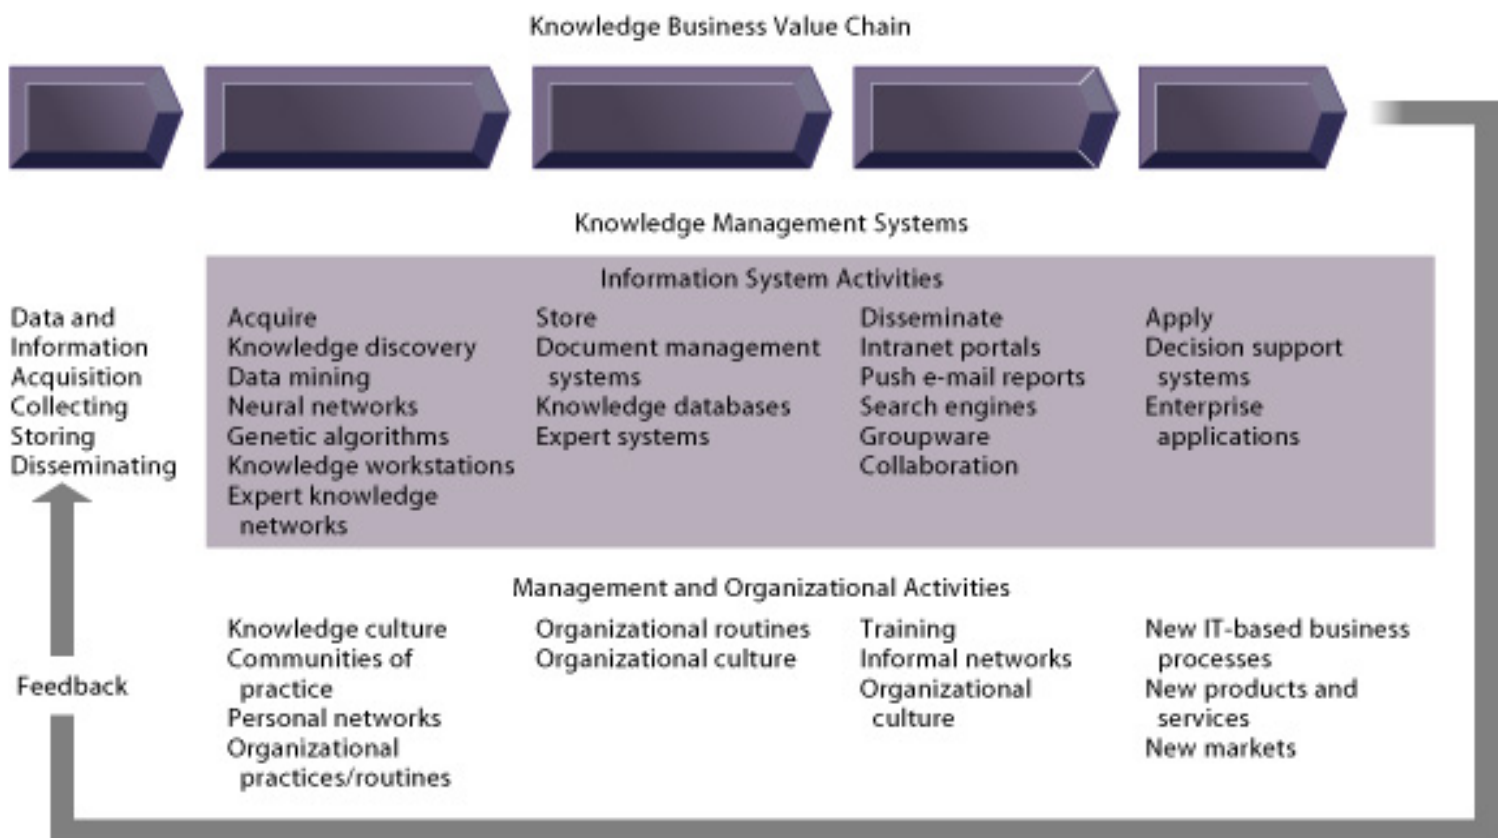 Knowledge Business Value Chain
Knowledge Management Systems
Information System Activities
Data and
Information
Acquisition
Collecting
Storing
Disseminating
Acquire
Knowledge discovery
Data mining
Neural networks
Genetic algorithms
Knowledge workstations
Expert knowledge
networks
Store
Document management
systems
Knowledge databases
Expert systems
Disseminate
Intranet portals
Push e-mail reports
Search engines
Groupware
Collaboration
Apply
Decision support
systems
Enterprise
applications
Management and Organizational Activities
Knowledge culture
Communities of
practice
Personal networks
Organizational
practices/routines
Organizational routines
Organizational culture
Training
Informal networks
Organizational
culture
New IT-based business
processes
New products and
services
New markets
Feedback